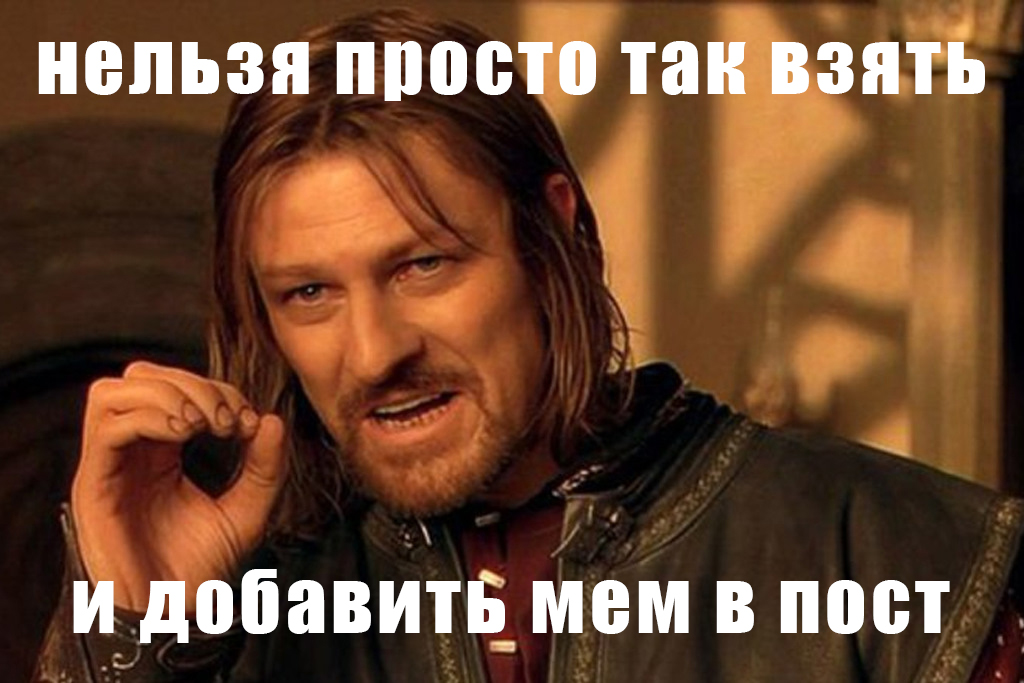 нельзя просто так взять
и добавить мем в пост